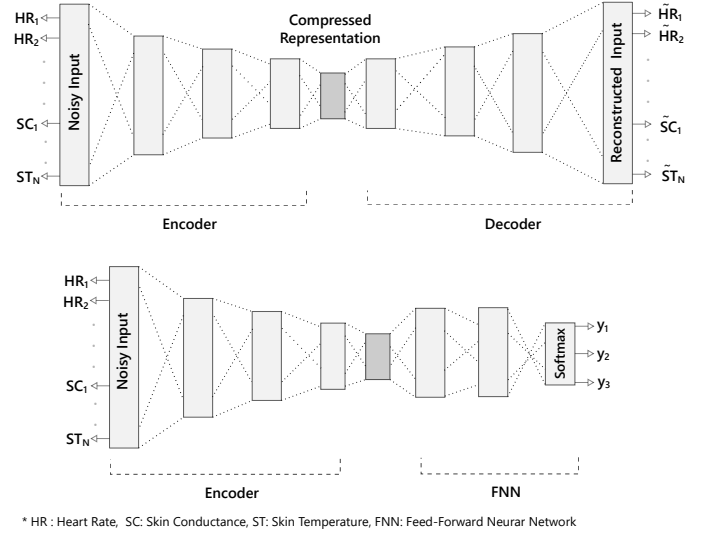 HR1
HR2
SC1
STN
Noisy Input
Compressed
Representation
Reconstructed Input
H̃R1
H̃R2
S̃C1
S̃TN
Encoder
Decoder
HR1
HR2
SC1
STN
Noisy Input
Softmax
y1
y2
y3
Encoder
FNN
* HR : Heart Rate, SC: Skin Conductance, ST: Skin Temperature, FNN: Feed-Forward Neurar Network